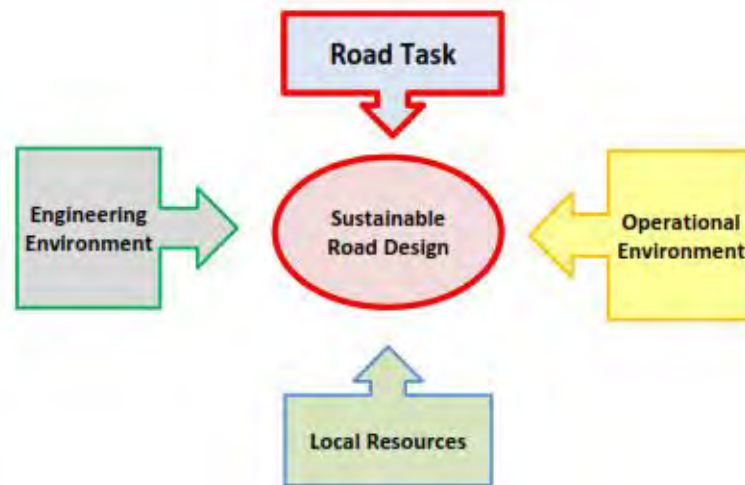 Road Task
Engineering
Environment
Sustainable
Road Design
Operational
Environment
Local Resources